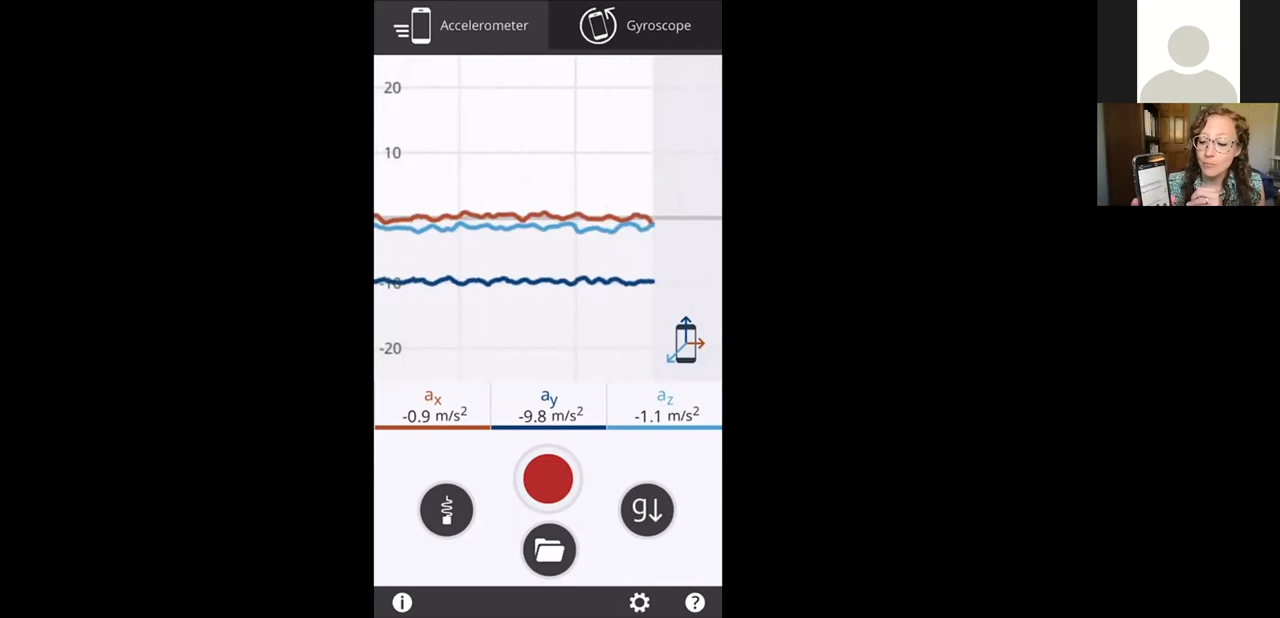 Accelerometer
Gyroscope
20
10
-10
-20
ax
ay
az
-0.9 m/s²
-9.8 m/s²
-1.1 m/s²
g↓
i
?